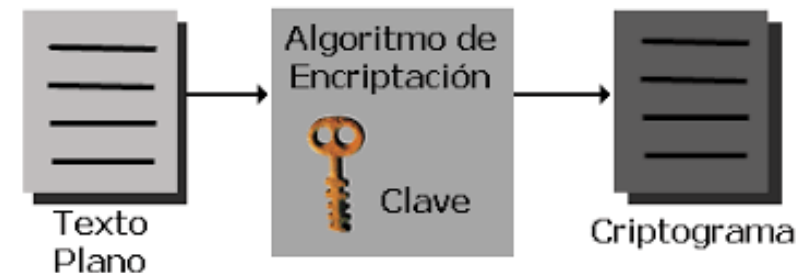 Algoritmo de
Encriptación
Clave
Texto
Plano
Criptograma